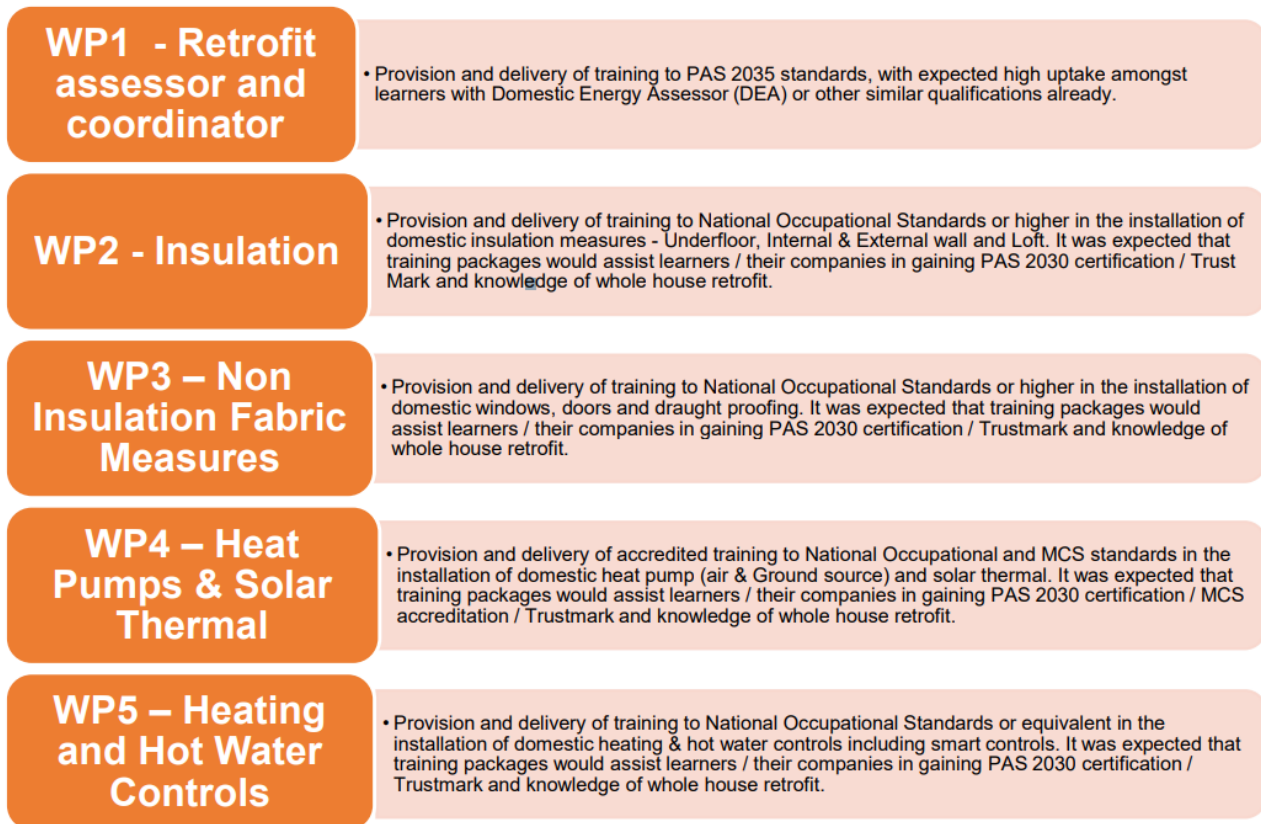 WP1 - Retrofit
assessor and
coordinator
• Provision and delivery of training to PAS 2035 standards, with expected high uptake amongst
learners with Domestic Energy Assessor (DEA) or other similar qualifications already.
WP2 - Insulation
• Provision and delivery of training to National Occupational Standards or higher in the installation of
domestic insulation measures - Underfloor, Internal & External wall and Loft. It was expected that
training packages would assist learners / their companies in gaining PAS 2030 certification / Trust
Mark and knowledge of whole house retrofit.
WP3 – Non
Insulation Fabric
Measures
• Provision and delivery of training to National Occupational Standards or higher in the installation of
domestic windows, doors and draught proofing. It was expected that training packages would
assist learners / their companies in gaining PAS 2030 certification / Trustmark and knowledge of
whole house retrofit.
WP4 – Heat
Pumps & Solar
Thermal
• Provision and delivery of accredited training to National Occupational and MCS standards in the
installation of domestic heat pump (air & Ground source) and solar thermal. It was expected that
training packages would assist learners / their companies in gaining PAS 2030 certification / MCS
accreditation / Trustmark and knowledge of whole house retrofit.
WP5 – Heating
and Hot Water
Controls
• Provision and delivery of training to National Occupational Standards or equivalent in the
installation of domestic heating & hot water controls including smart controls. It was expected that
training packages would assist learners / their companies in gaining PAS 2030 certification /
Trustmark and knowledge of whole house retrofit.